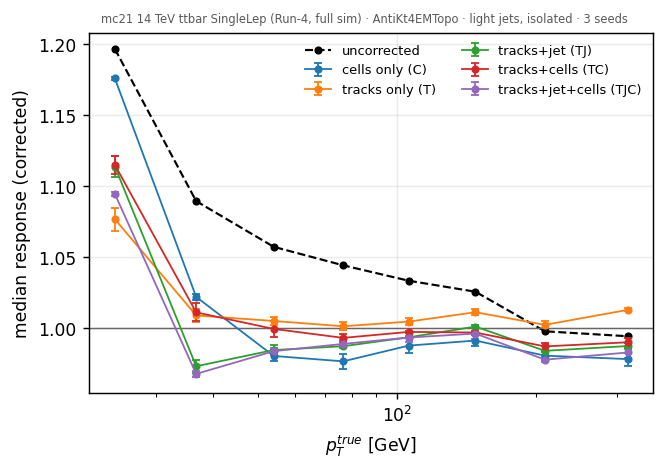 mc21 14 TeV ttbar SingleLep (Run-4, full sim) · AntiKt4EMTopo · light jets, isolated · 3 seeds
uncorrected
cells only (C)
tracks only (T)
tracks+jet (TJ)
tracks+cells (TC)
tracks+jet+cells (TJC)
median response (corrected)
1.20
1.15
1.10
1.05
1.00
10²
p_T^true [GeV]